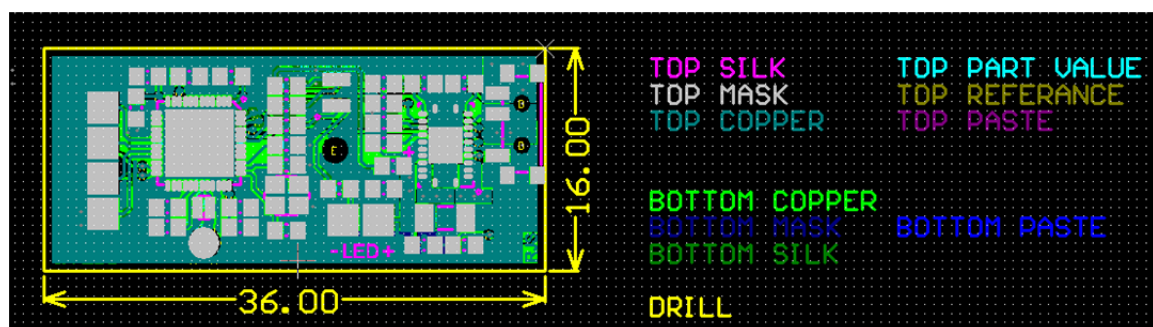 TOP SILK TOP PART VALUE
TOP MASK TOP REFERANCE
TOP COPPER TOP PASTE
16.00
BOTTOM COPPER
BOTTOM MASK BOTTOM PASTE
BOTTOM SILK
-LED+
36.00
DRILL
E
B
B